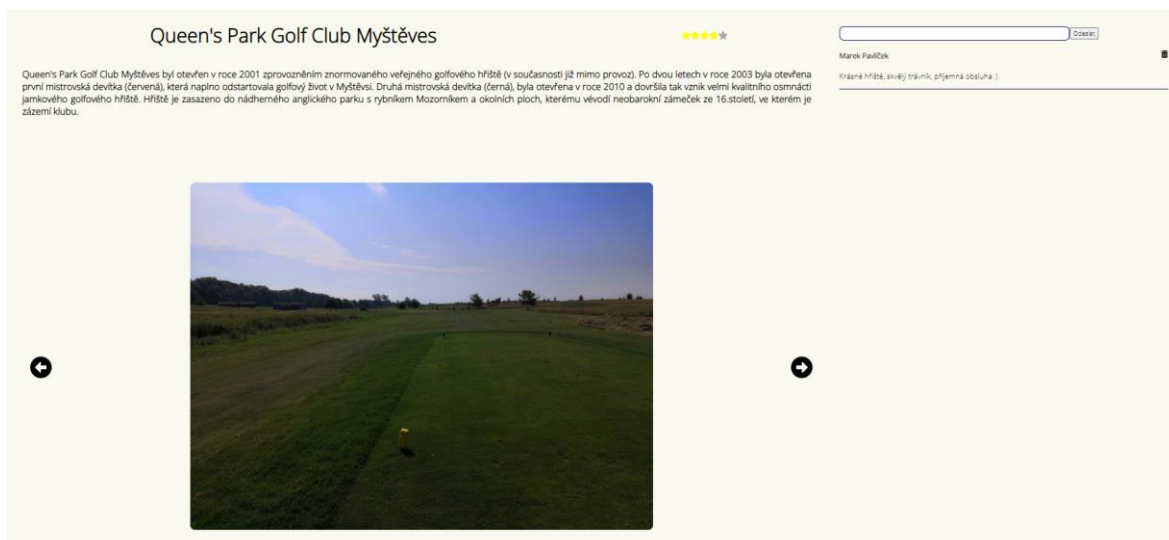 Queen's Park Golf Club Myštěves
Queen's Park Golf Club Myštěves byl otevřen v roce 2001 zprovozněním znormovaného veřejného golfového hřiště (v současnosti již mimo provoz). Po dvou letech v roce 2003 byla otevřena
první mistrovská devítka (červená), která naplno odstartovala golfový život v Myštěvsi. Druhá mistrovská devítka (černá), byla otevřena v roce 2010 a dovršila tak vznik velmi kvalitního osmnácti
jamkového golfového hřiště. Hřiště je zasazeno do nádherného anglického parku s rybníkem Mozorníkem a okolních ploch, kterému vévodí neobarokní zámeček ze 16.století, ve kterém je
zázemí klubu.
Odeslat
Marek Pavlíček
Krásné hřiště, skvělý trávník, příjemná obsluha :)